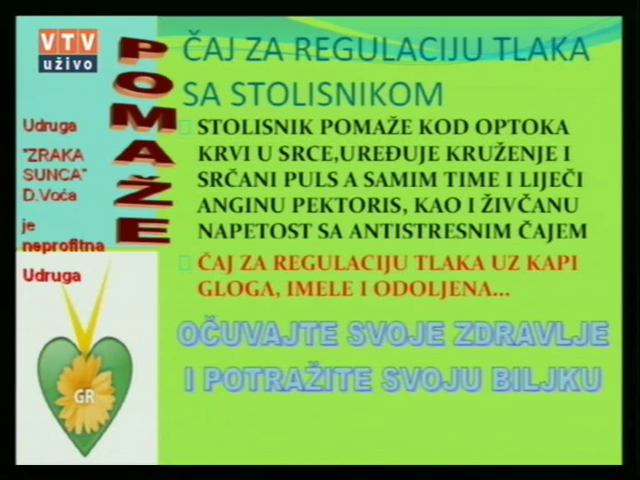 VTV
uživo
POMAŽE
Udruga
"ZRAKA
SUNCA"
D.Voća
je
neprofitna
Udruga
GR
ČAJ ZA REGULACIJU TLAKA
SA STOLISNIKOM
STOLISNIK POMAŽE KOD OPTOKA
KRVI U SRCE,UREĐUJE KRUŽENJE I
SRČANI PULS A SAMIM TIME I LIJEČI
ANGINU PEKTORIS, KAO I ŽIVČANU
NAPETOST SA ANTISTRESNIM ČAJEM
ČAJ ZA REGULACIJU TLAKA UZ KAPI
GLOGA, IMELE I ODOLJENA...
OČUVAJTE SVOJE ZDRAVLJE
I POTRAŽITE SVOJU BILJKU